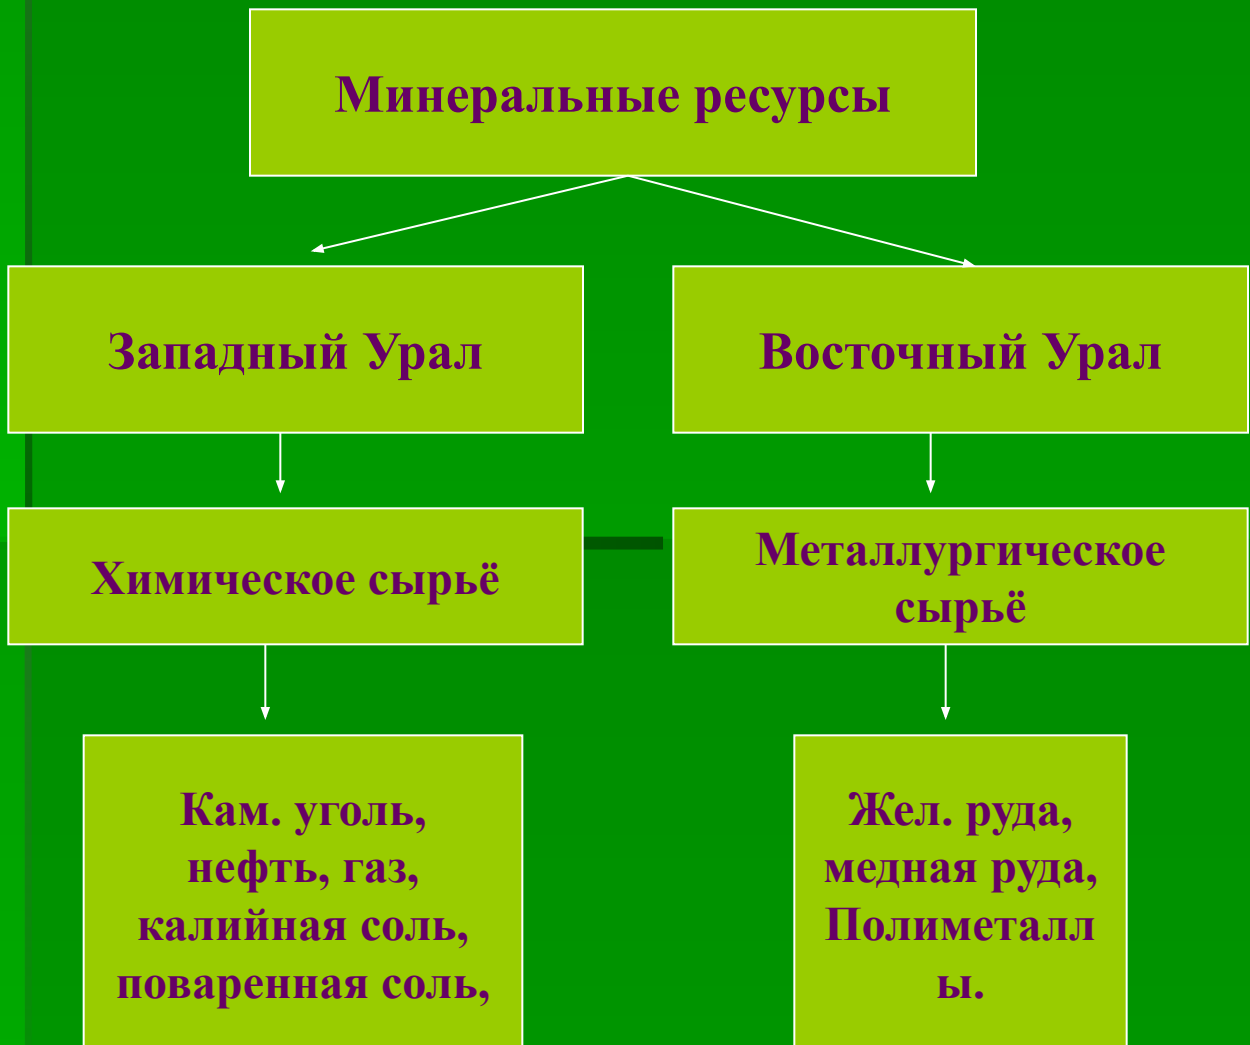 Минеральные ресурсы
Западный Урал
Восточный Урал
Химическое сырьё
Металлургическое
сырьё
Кам. уголь,
нефть, газ,
калийная соль,
поваренная соль,
Жел. руда,
медная руда,
Полиметалл
ы.